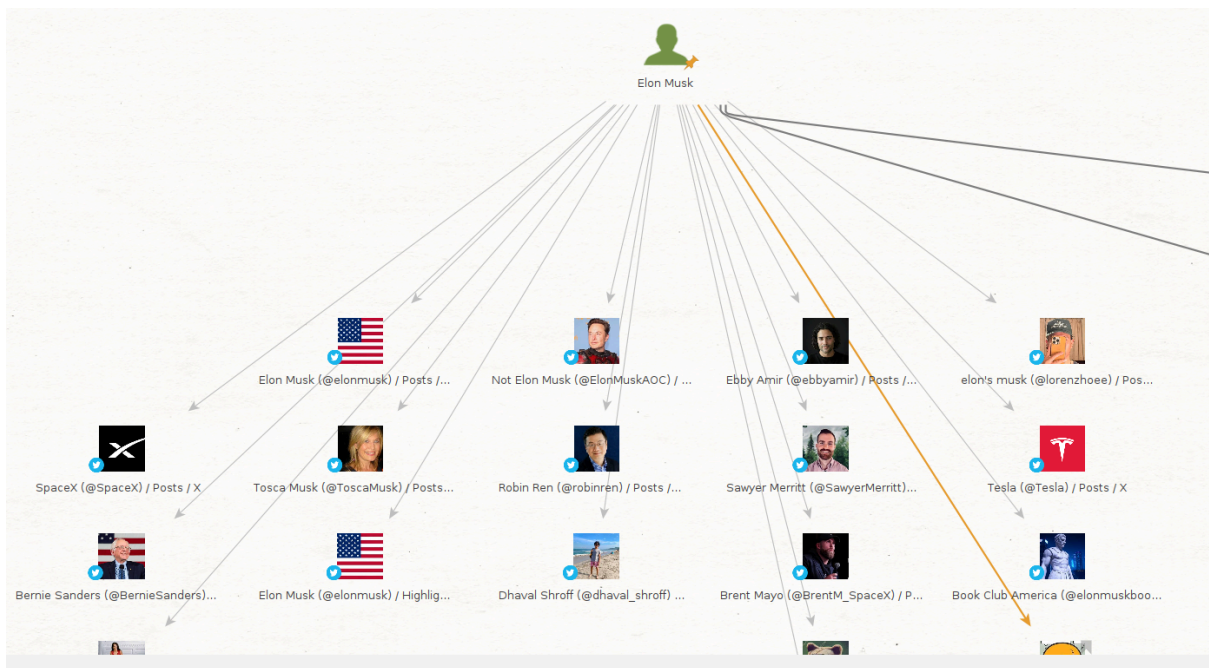 Elon Musk
Elon Musk (@elonmusk) / Posts /...
Not Elon Musk (@ElonMuskAOC) / ...
Ebby Amir (@ebbyamir) / Posts /...
elon's musk (@lorenzhoee) / Pos...
SpaceX (@SpaceX) / Posts / X
Tosca Musk (@ToscaMusk) / Posts...
Robin Ren (@robinren) / Posts /...
Sawyer Merritt (@SawyerMerritt)...
Tesla (@Tesla) / Posts / X
Bernie Sanders (@BernieSanders)...
Elon Musk (@elonmusk) / Highlig...
Dhaval Shroff (@dhaval_shroff) ...
Brent Mayo (@BrentM_SpaceX) / P...
Book Club America (@elonmuskboo...